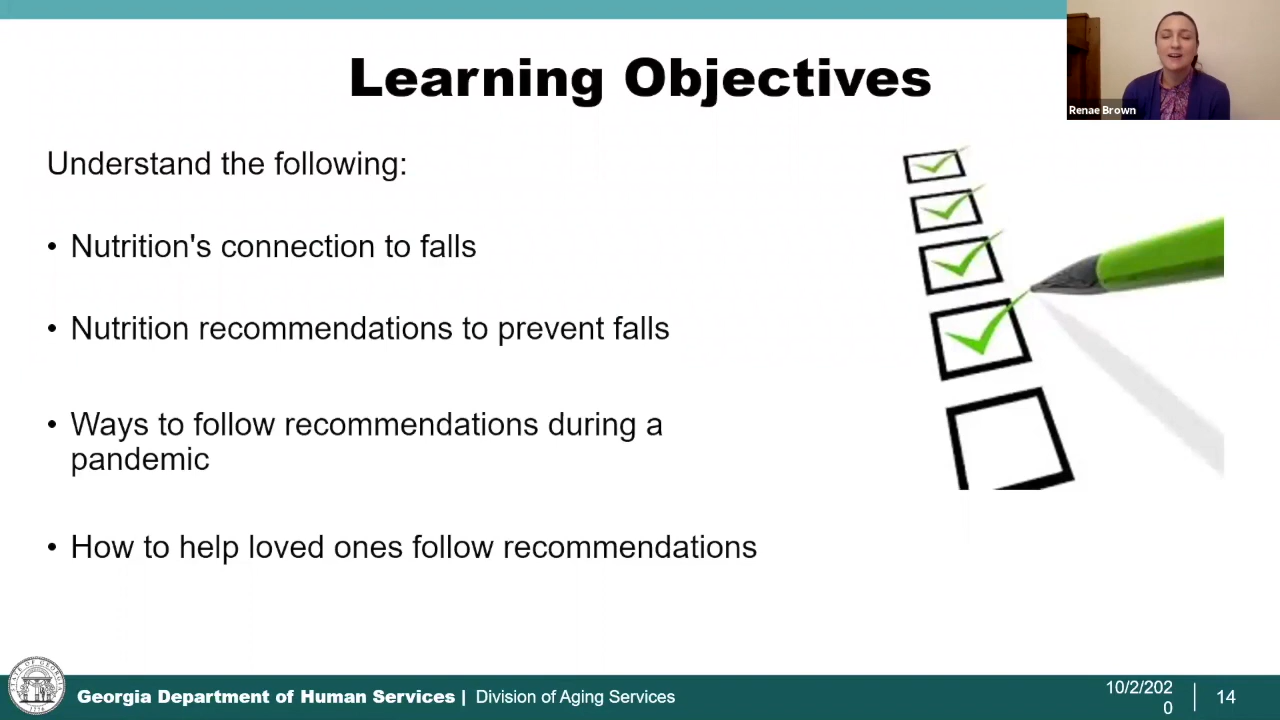 Learning Objectives
Renae Brown
Understand the following:
• Nutrition's connection to falls
• Nutrition recommendations to prevent falls
• Ways to follow recommendations during a
pandemic
• How to help loved ones follow recommendations
Georgia Department of Human Services | Division of Aging Services
10/2/202
0
14